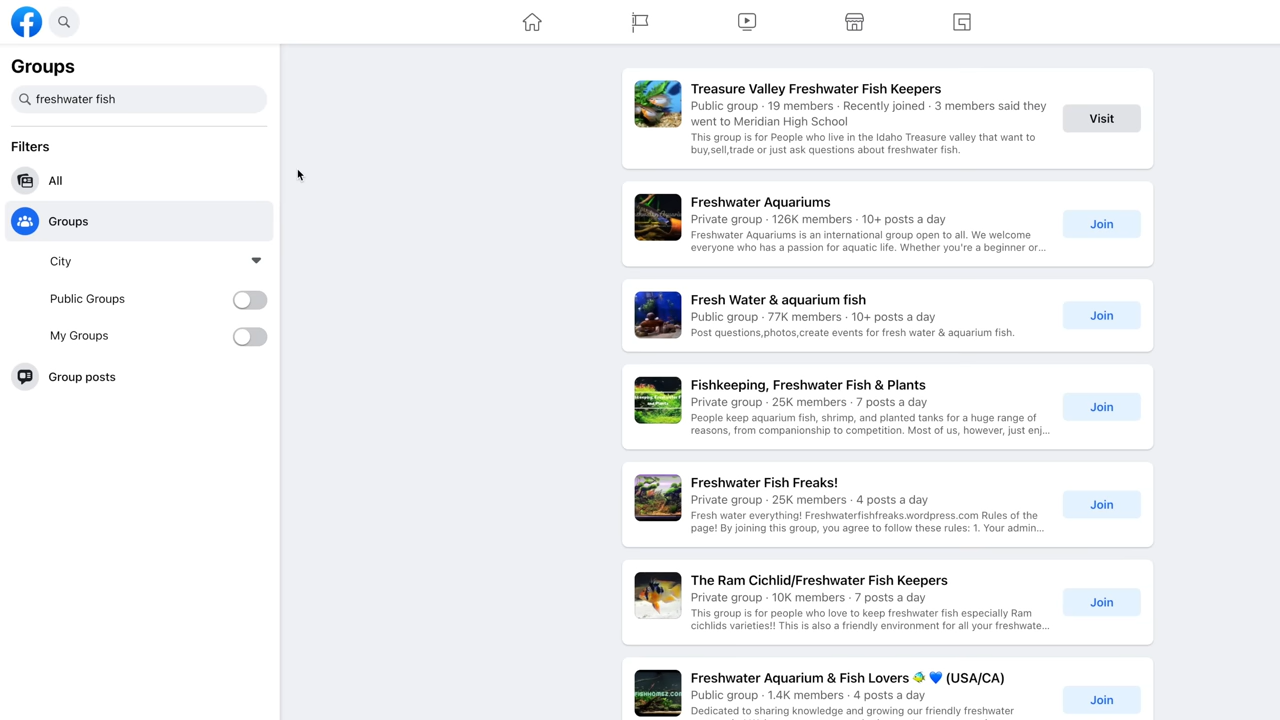 Groups
freshwater fish
Filters
All
Groups
City
Public Groups
My Groups
Group posts
Treasure Valley Freshwater Fish Keepers
Public group · 19 members · Recently joined · 3 members said they
went to Meridian High School
This group is for People who live in the Idaho Treasure valley that want to
buy,sell,trade or just ask questions about freshwater fish.
Visit
Freshwater Aquariums
Private group · 126K members · 10+ posts a day
Freshwater Aquariums is an international group open to all. We welcome
everyone who has a passion for aquatic life. Whether you're a beginner or...
Join
Fresh Water & aquarium fish
Public group · 77K members · 10+ posts a day
Post questions,photos,create events for fresh water & aquarium fish.
Join
Fishkeeping, Freshwater Fish & Plants
Private group · 25K members · 7 posts a day
People keep aquarium fish, shrimp, and planted tanks for a huge range of
reasons, from companionship to competition. Most of us, however, just enj...
Join
Freshwater Fish Freaks!
Private group · 25K members · 4 posts a day
Fresh water everything! Freshwaterfishfreaks.wordpress.com Rules of the
page! By joining this group, you agree to follow these rules: 1. Your admin...
Join
The Ram Cichlid/Freshwater Fish Keepers
Private group · 10K members · 7 posts a day
This group is for people who love to keep freshwater fish especially Ram
cichlids varieties!! This is also a friendly environment for all your freshwate...
Join
Freshwater Aquarium & Fish Lovers 🐠 💙 (USA/CA)
Public group · 1.4K members · 4 posts a day
Dedicated to sharing knowledge and growing our friendly freshwater
Join